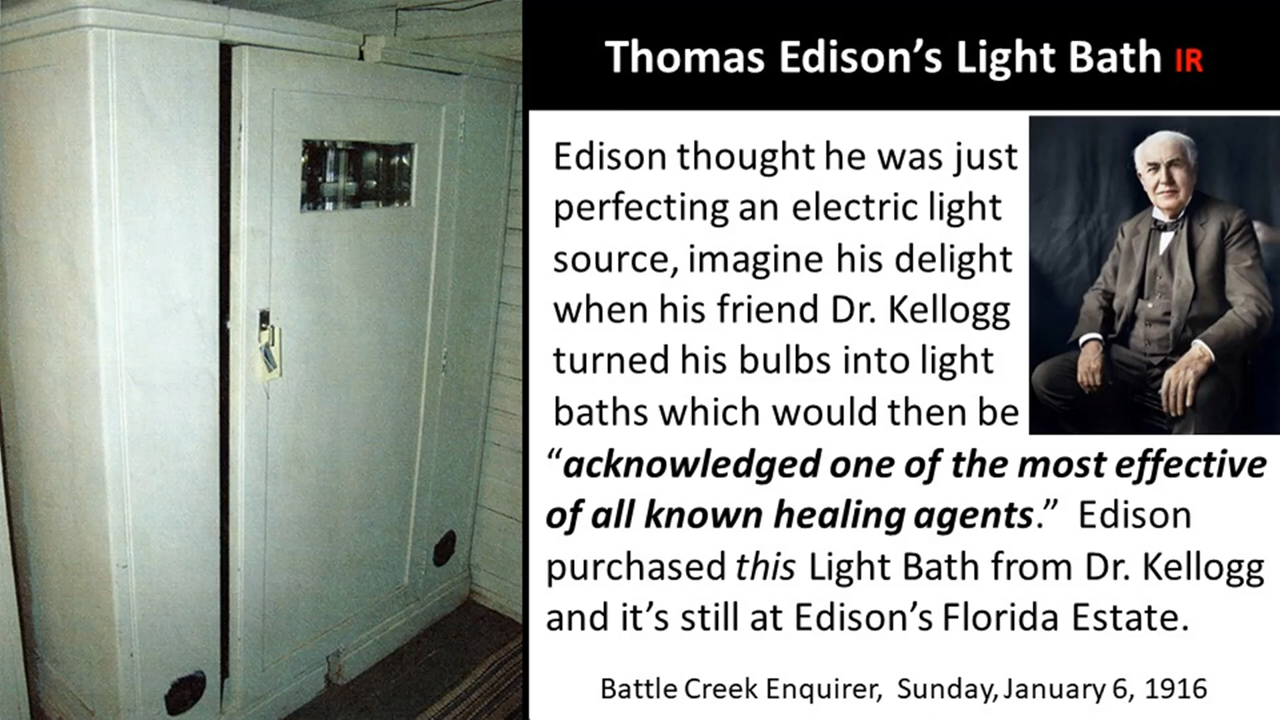 Thomas Edison’s Light Bath IR
Edison thought he was just
perfecting an electric light
source, imagine his delight
when his friend Dr. Kellogg
turned his bulbs into light
baths which would then be
“acknowledged one of the most effective
of all known healing agents.” Edison
purchased this Light Bath from Dr. Kellogg
and it’s still at Edison’s Florida Estate.
Battle Creek Enquirer, Sunday, January 6, 1916